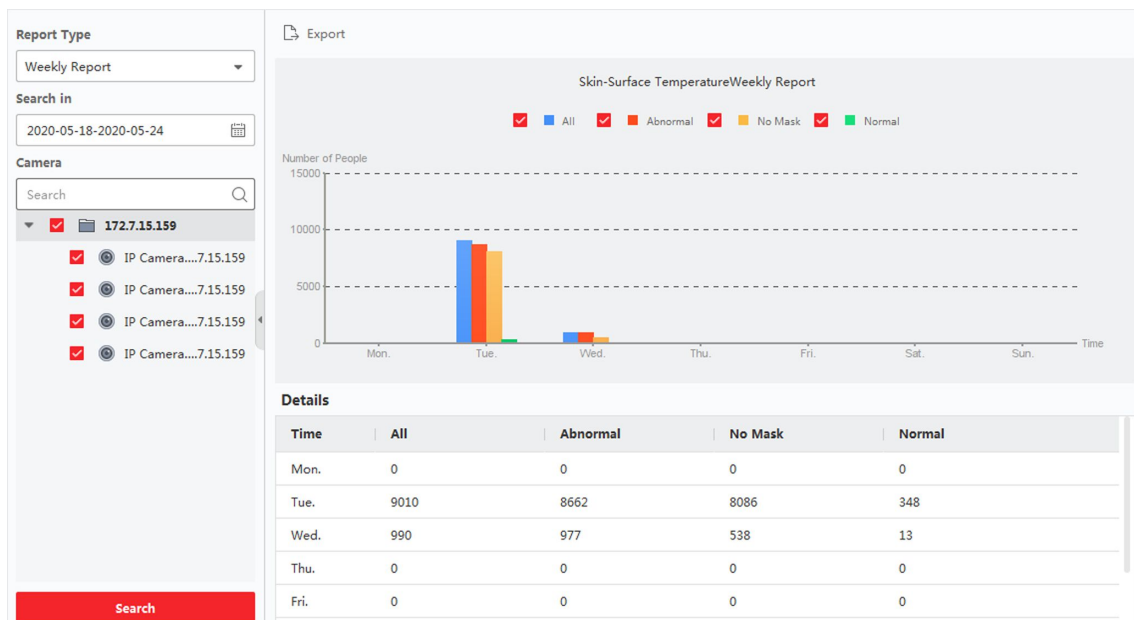 Report Type
Weekly Report
Search in
2020-05-18-2020-05-24
Camera
Search
172.7.15.159
IP Camera....7.15.159
IP Camera....7.15.159
IP Camera....7.15.159
IP Camera....7.15.159
Search
Export
Skin-Surface TemperatureWeekly Report
All Abnormal No Mask Normal
Number of People
15000
10000
5000
0
Mon. Tue. Wed. Thu. Fri. Sat. Sun. Time
Details
Time All Abnormal No Mask Normal
Mon. 0 0 0 0
Tue. 9010 8662 8086 348
Wed. 990 977 538 13
Thu. 0 0 0 0
Fri. 0 0 0 0